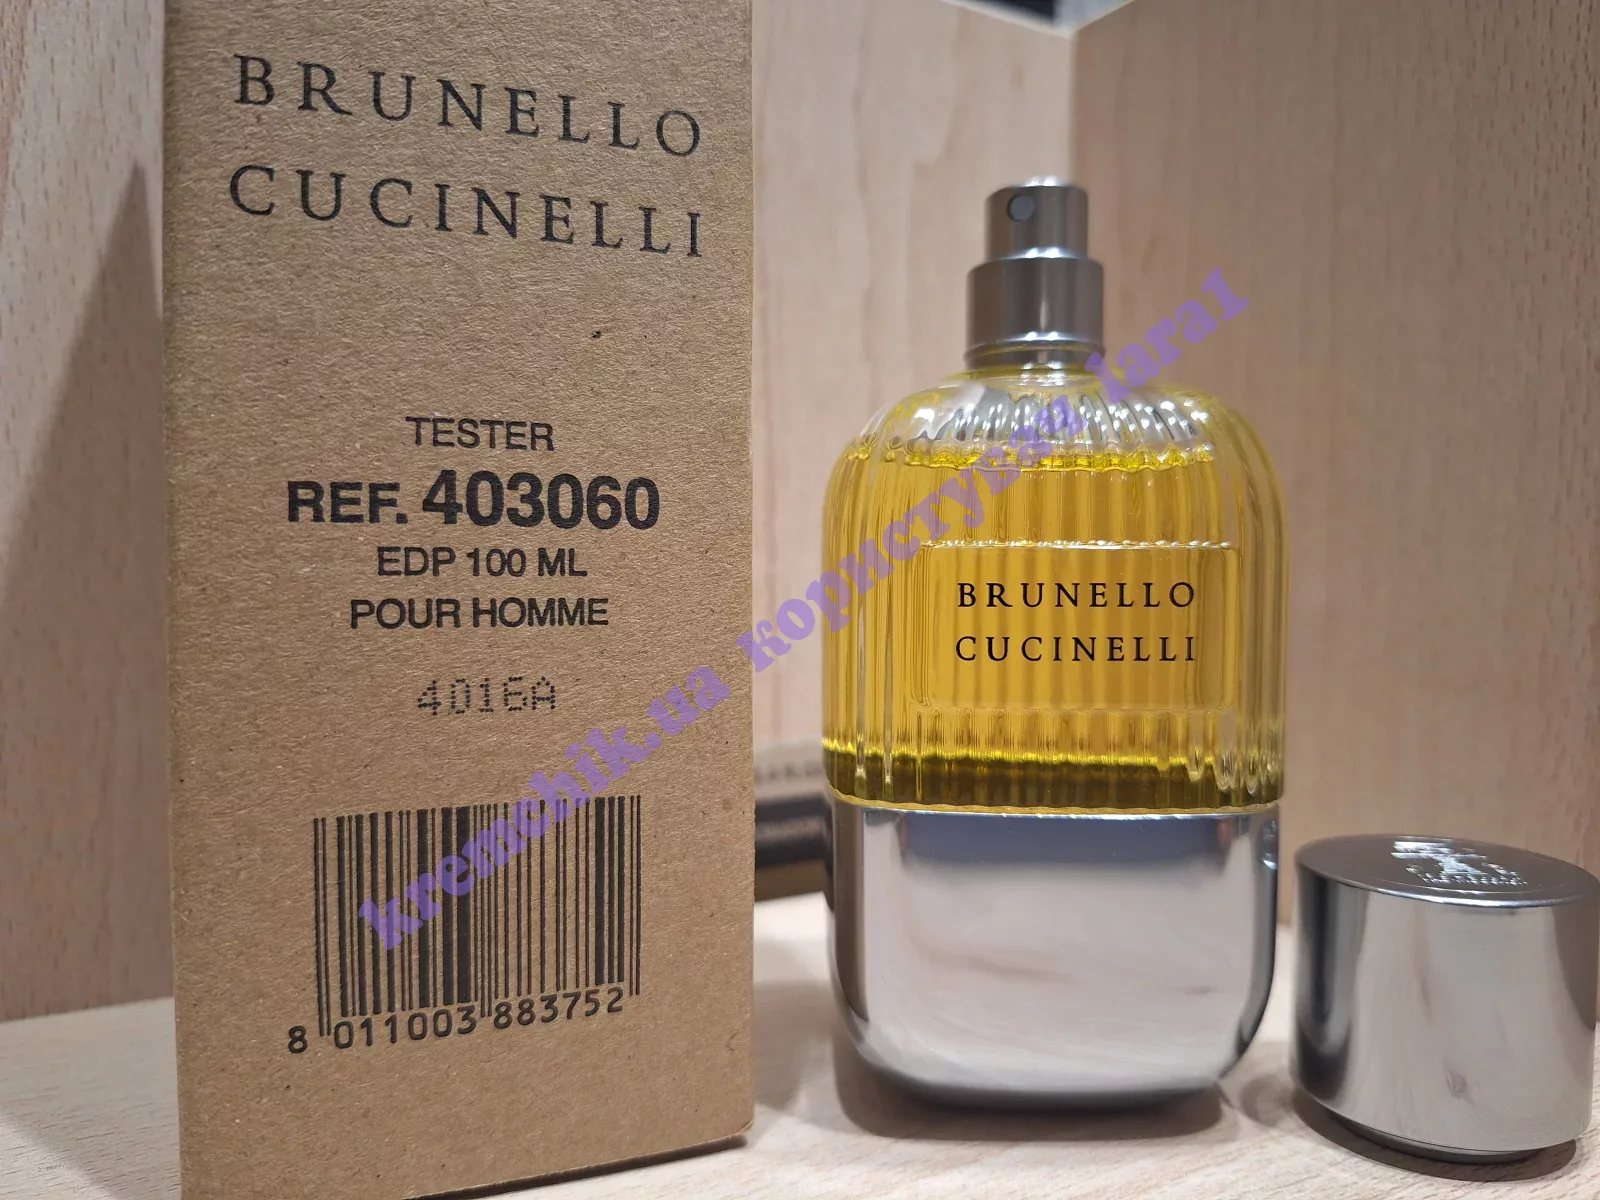 BRUNELLO
CUCINELLI
TESTER
REF. 403060
EDP 100 ML
POUR HOMME
4016A
8 011003 883752
BRUNELLO
CUCINELLI
kremchik.ua користувач lara1